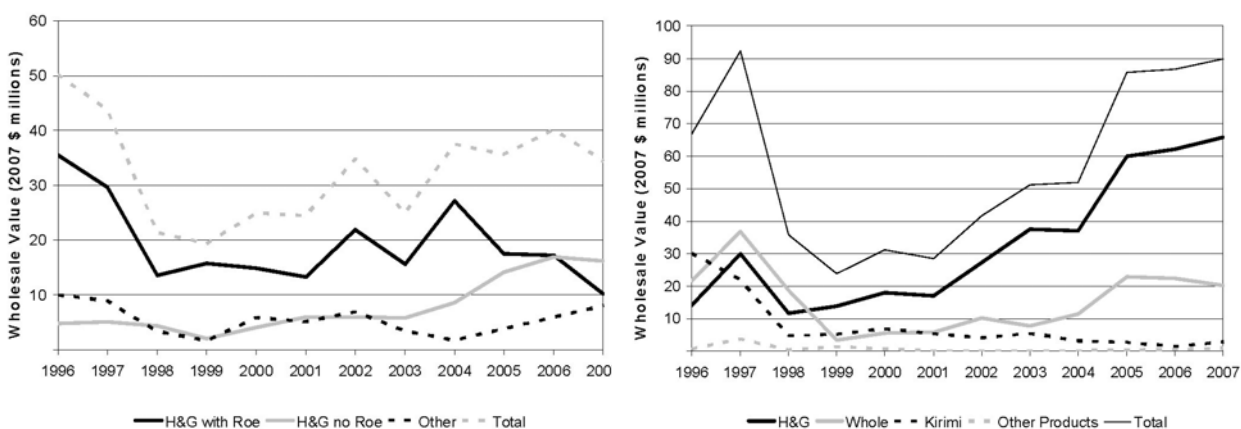 Wholesale Value (2007 $ millions)
60
50
40
30
20
10
1996 1997 1998 1999 2000 2001 2002 2003 2004 2005 2006 200
H&G with Roe H&G no Roe Other Total
Wholesale Value (2007 $ millions)
100
90
80
70
60
50
40
30
20
10
1996 1997 1998 1999 2000 2001 2002 2003 2004 2005 2006 2007
H&G Whole Kirimi Other Products Total